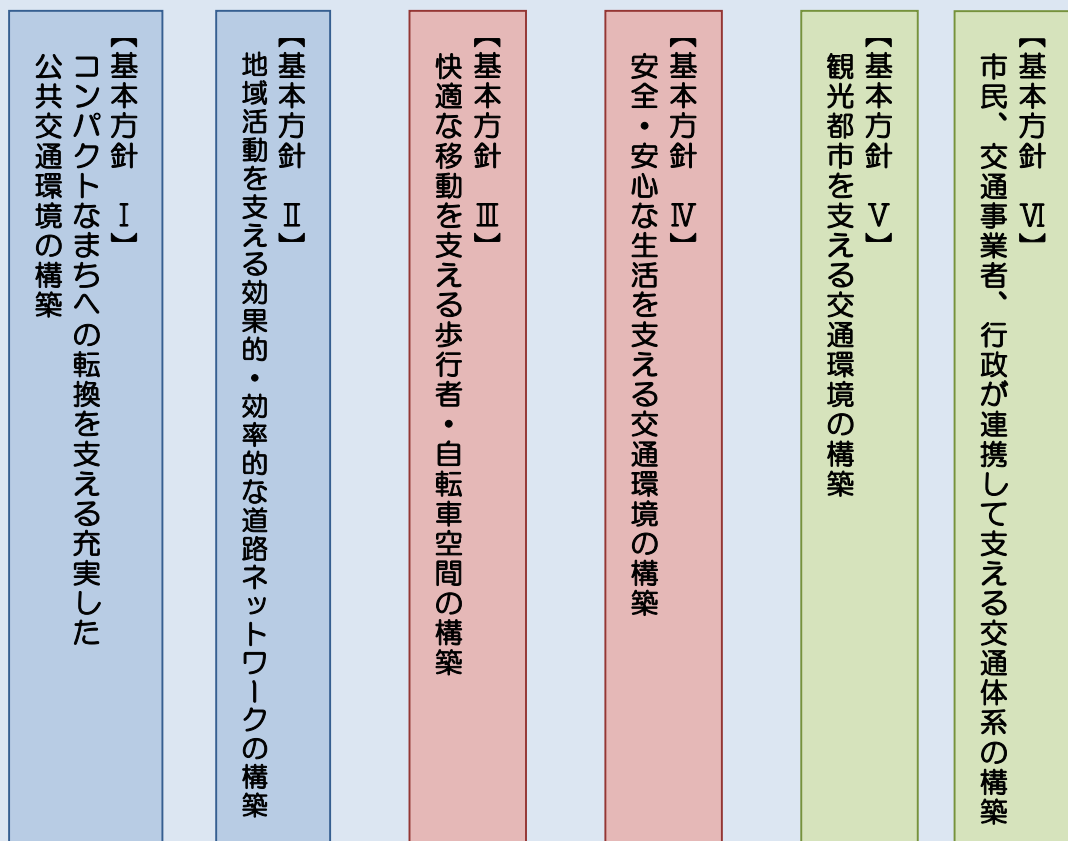 【基本方針　Ⅰ】
コンパクトなまちへの転換を支える充実した
公共交通環境の構築
【基本方針　Ⅱ】
地域活動を支える効果的・効率的な道路ネットワークの構築
【基本方針　Ⅲ】
快適な移動を支える歩行者・自転車空間の構築
【基本方針　Ⅳ】
安全・安心な生活を支える交通環境の構築
【基本方針　Ⅴ】
観光都市を支える交通環境の構築
【基本方針　Ⅵ】
市民、交通事業者、行政が連携して支える交通体系の構築